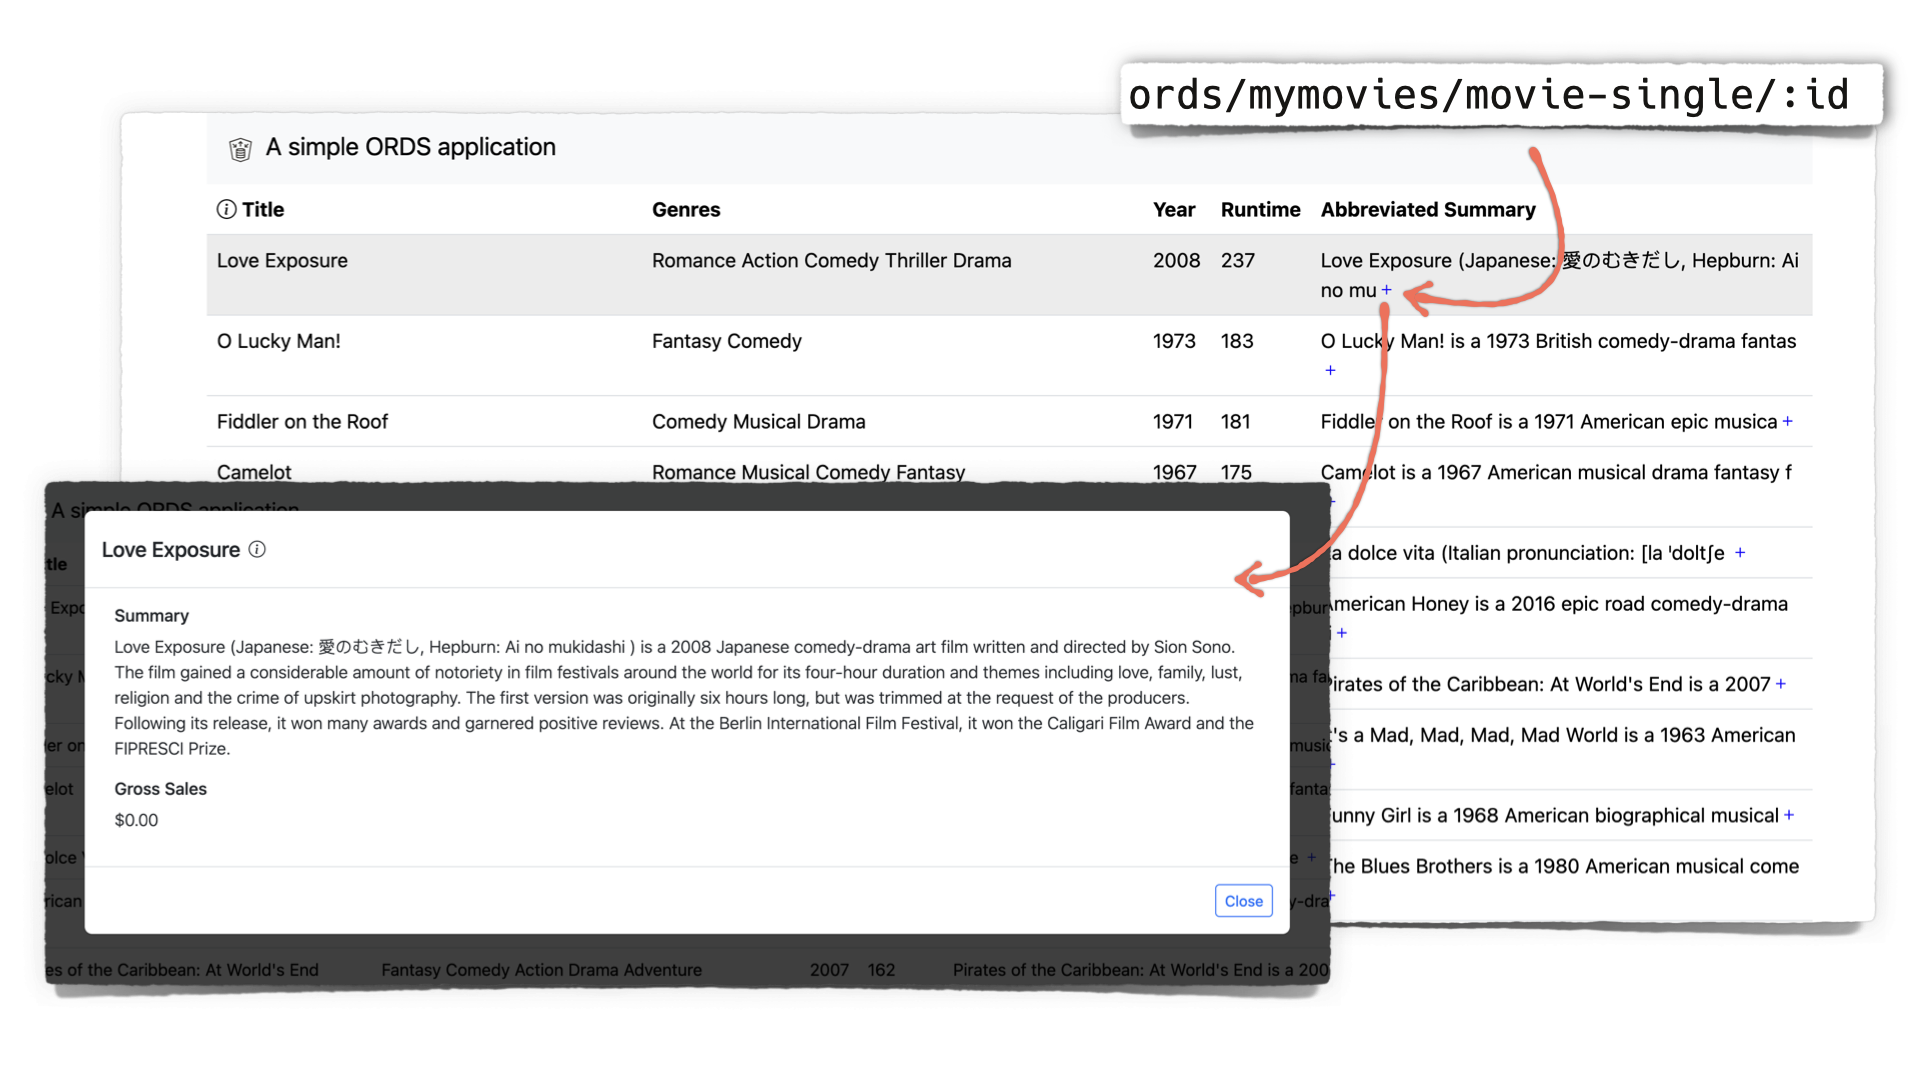 ords/mymovies/movie-single/:id
A simple ORDS application
Title Genres Year Runtime Abbreviated Summary
Love Exposure Romance Action Comedy Thriller Drama 2008 237 Love Exposure (Japanese: 愛のむきだし, Hepburn: Ai
no mu +
O Lucky Man! Fantasy Comedy 1973 183 O Lucky Man! is a 1973 British comedy-drama fantas
+
Fiddler on the Roof Comedy Musical Drama 1971 181 Fiddler on the Roof is a 1971 American epic musica +
Camelot Romance Musical Comedy Fantasy 1967 175 Camelot is a 1967 American musical drama fantasy f
+
a dolce vita (Italian pronunciation: [la ˈdoltʃe +
American Honey is a 2016 epic road comedy-drama
+
Pirates of the Caribbean: At World's End is a 2007 +
's a Mad, Mad, Mad, Mad World is a 1963 American
+
unny Girl is a 1968 American biographical musical +
The Blues Brothers is a 1980 American musical come
+
A simple ORDS application
Love Exposure
Summary
Love Exposure (Japanese: 愛のむきだし, Hepburn: Ai no mukidashi ) is a 2008 Japanese comedy-drama art film written and directed by Sion Sono.
The film gained a considerable amount of notoriety in film festivals around the world for its four-hour duration and themes including love, family, lust,
religion and the crime of upskirt photography. The first version was originally six hours long, but was trimmed at the request of the producers.
Following its release, it won many awards and garnered positive reviews. At the Berlin International Film Festival, it won the Caligari Film Award and the
FIPRESCI Prize.
Gross Sales
$0.00
Close
es of the Caribbean: At World's End Fantasy Comedy Action Drama Adventure 2007 162 Pirates of the Caribbean: At World's End is a 200